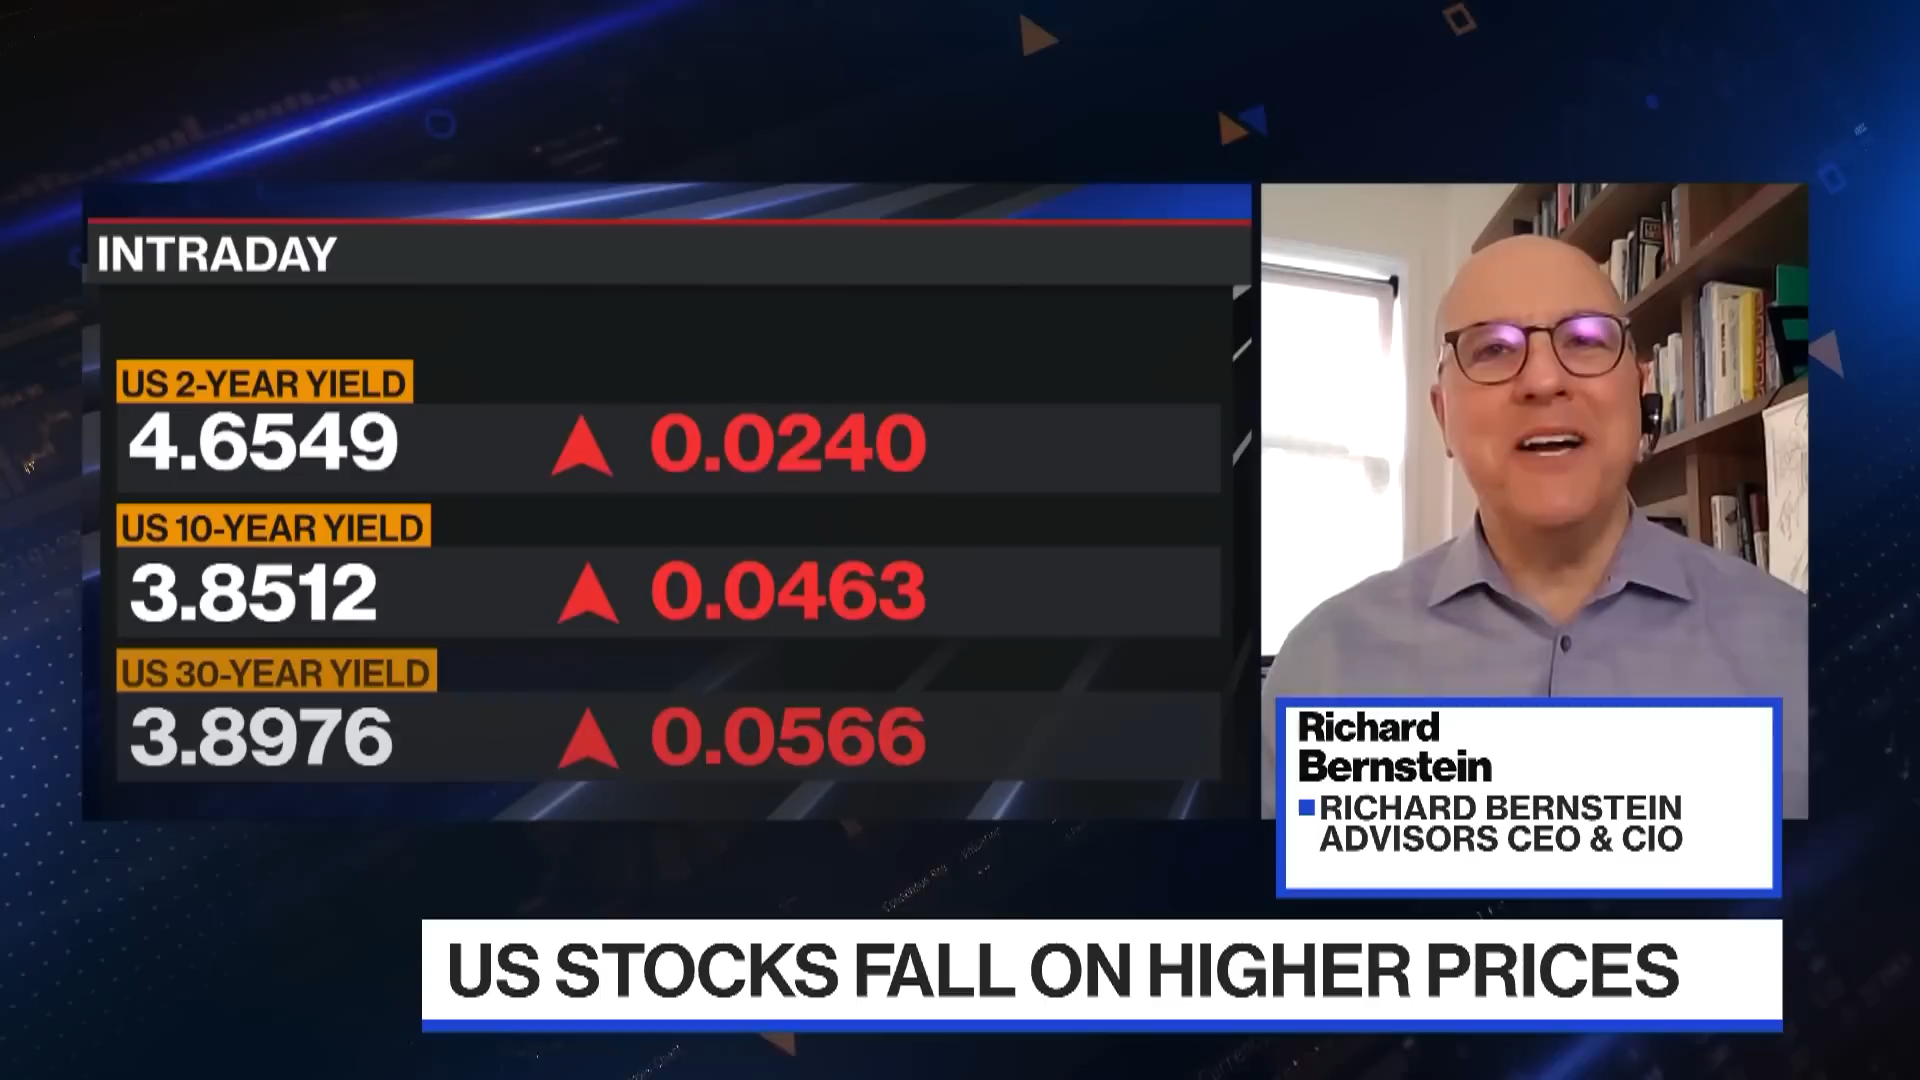 INTRADAY
US 2-YEAR YIELD
4.6549 ▲ 0.0240
US 10-YEAR YIELD
3.8512 ▲ 0.0463
US 30-YEAR YIELD
3.8976 ▲ 0.0566
Richard
Bernstein
RICHARD BERNSTEIN
ADVISORS CEO & CIO
US STOCKS FALL ON HIGHER PRICES